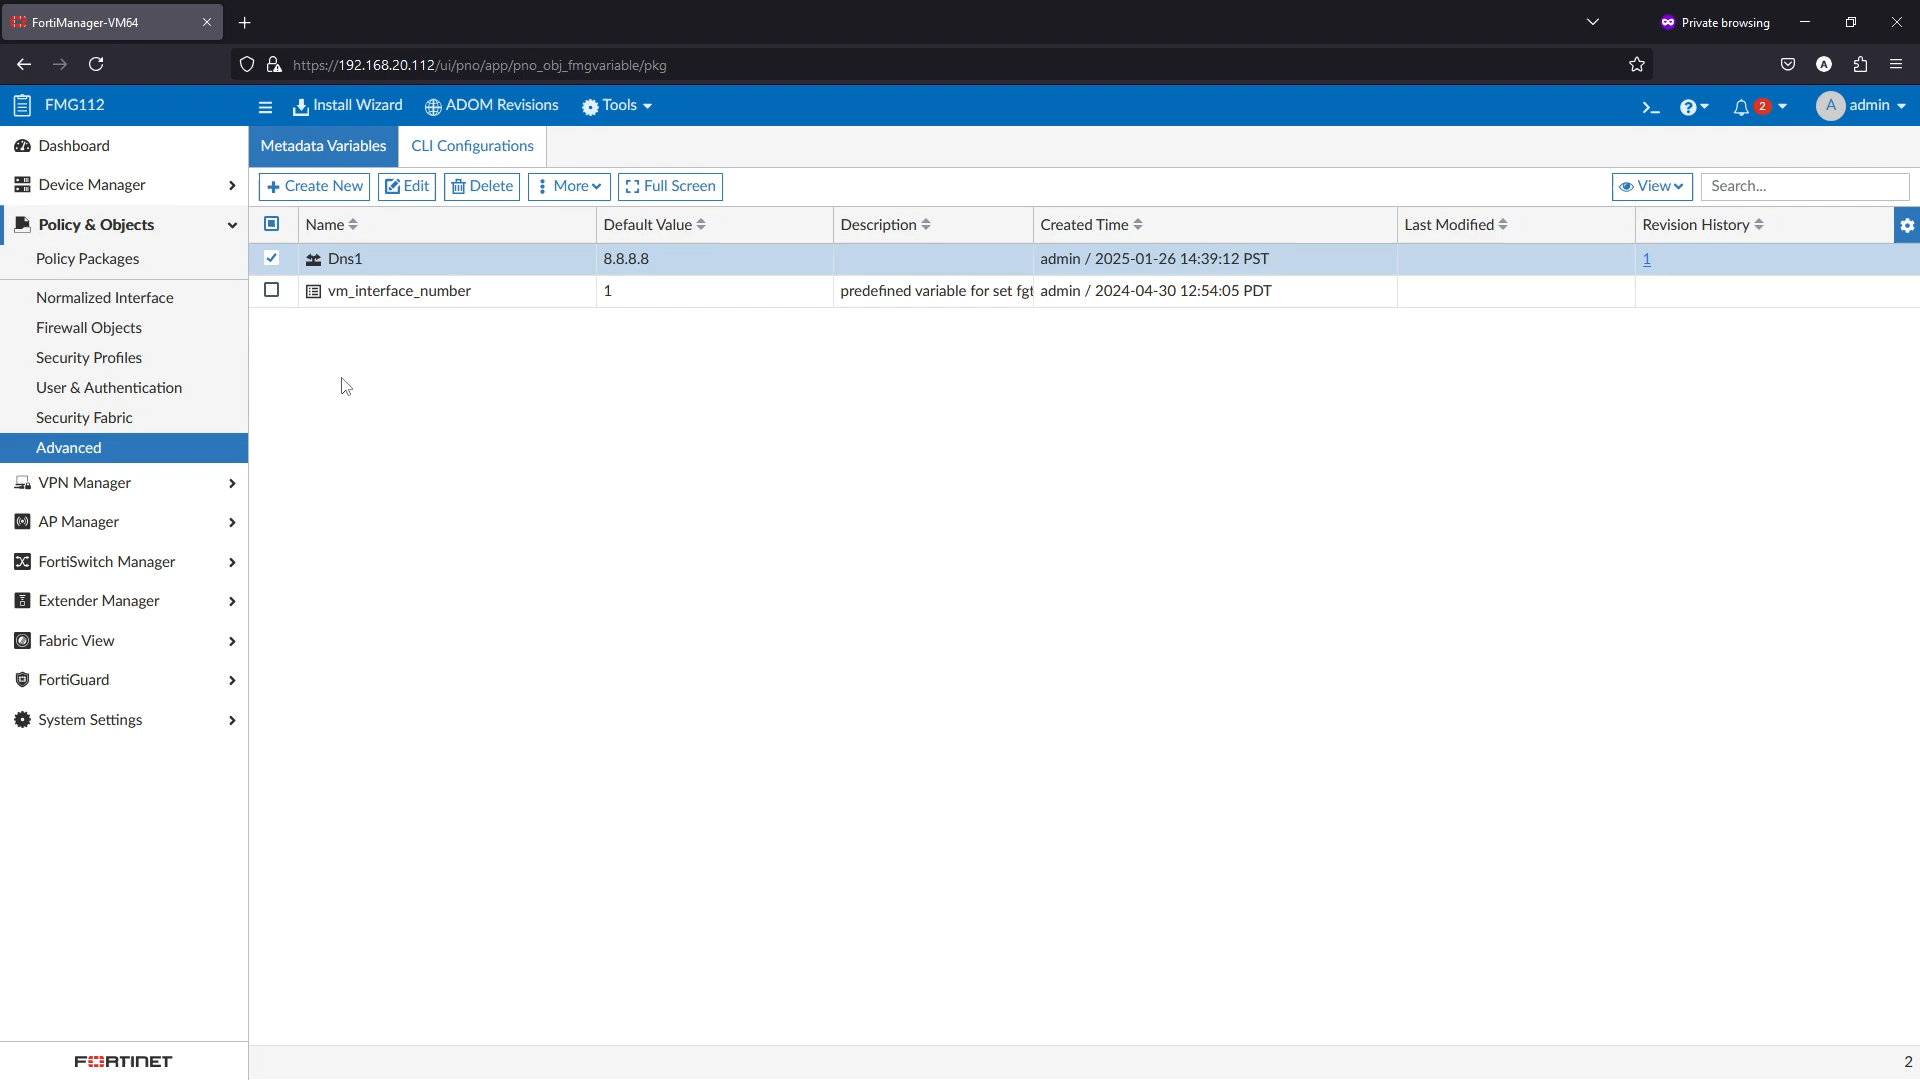 FortiManager-VM64
Private browsing
https://192.168.20.112/ui/pno/app/pno_obj_fmgvariable/pkg
FMG112
Install Wizard
ADOM Revisions
Tools
2
A admin
Dashboard
Device Manager
Policy & Objects
Policy Packages
Normalized Interface
Firewall Objects
Security Profiles
User & Authentication
Security Fabric
Advanced
VPN Manager
AP Manager
FortiSwitch Manager
Extender Manager
Fabric View
FortiGuard
System Settings
FORTINET
Metadata Variables
CLI Configurations
Create New
Edit
Delete
More
Full Screen
View
Search...
Name Default Value Description Created Time Last Modified Revision History
Dns1 8.8.8.8 admin / 2025-01-26 14:39:12 PST 1
vm_interface_number 1 predefined variable for set fgt admin / 2024-04-30 12:54:05 PDT
2